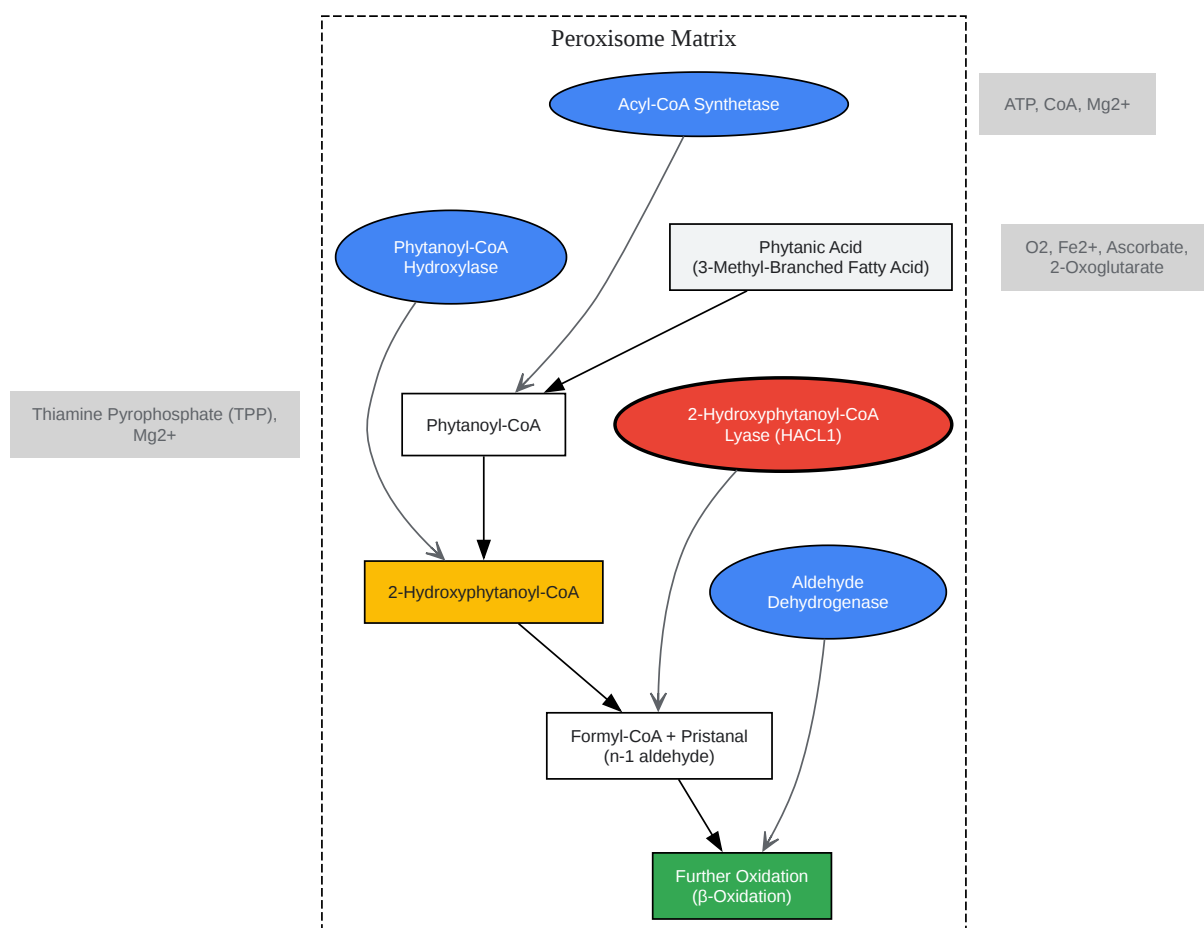 Peroxisome Matrix
Acyl-CoA Synthetase
ATP, CoA, Mg2+
Phytanoyl-CoA
Hydroxylase
Phytanic Acid
(3-Methyl-Branched Fatty Acid)
O2, Fe2+, Ascorbate,
2-Oxoglutarate
Thiamine Pyrophosphate (TPP),
Mg2+
Phytanoyl-CoA
2-Hydroxyphytanoyl-CoA
Lyase (HACL1)
2-Hydroxyphytanoyl-CoA
Aldehyde
Dehydrogenase
Formyl-CoA + Pristanal
(n-1 aldehyde)
Further Oxidation
(β-Oxidation)